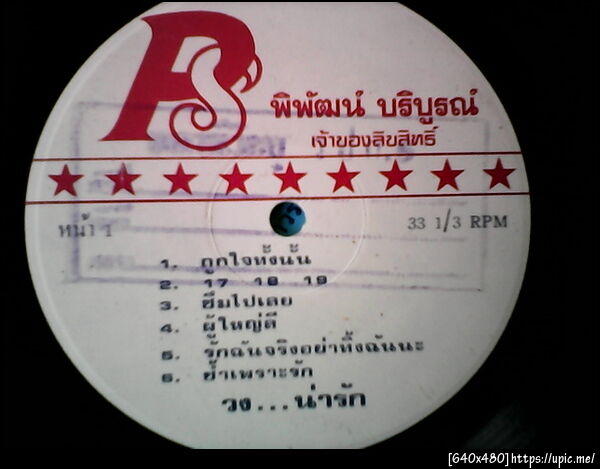 PS
พิพัฒน์ บริบูรณ์
เจ้าของลิขสิทธิ์
หน้า 1
33 1/3 RPM
1. ถูกใจทั้งนั้น
2. 17 18 19
3. ซึมไปเลย
4. ผู้ใหญ่ดี
5. รักฉันจริงอย่าทิ้งฉันนะ
6. ช้ำเพราะรัก
วง...น่ารัก
[640x480]https://upic.me/